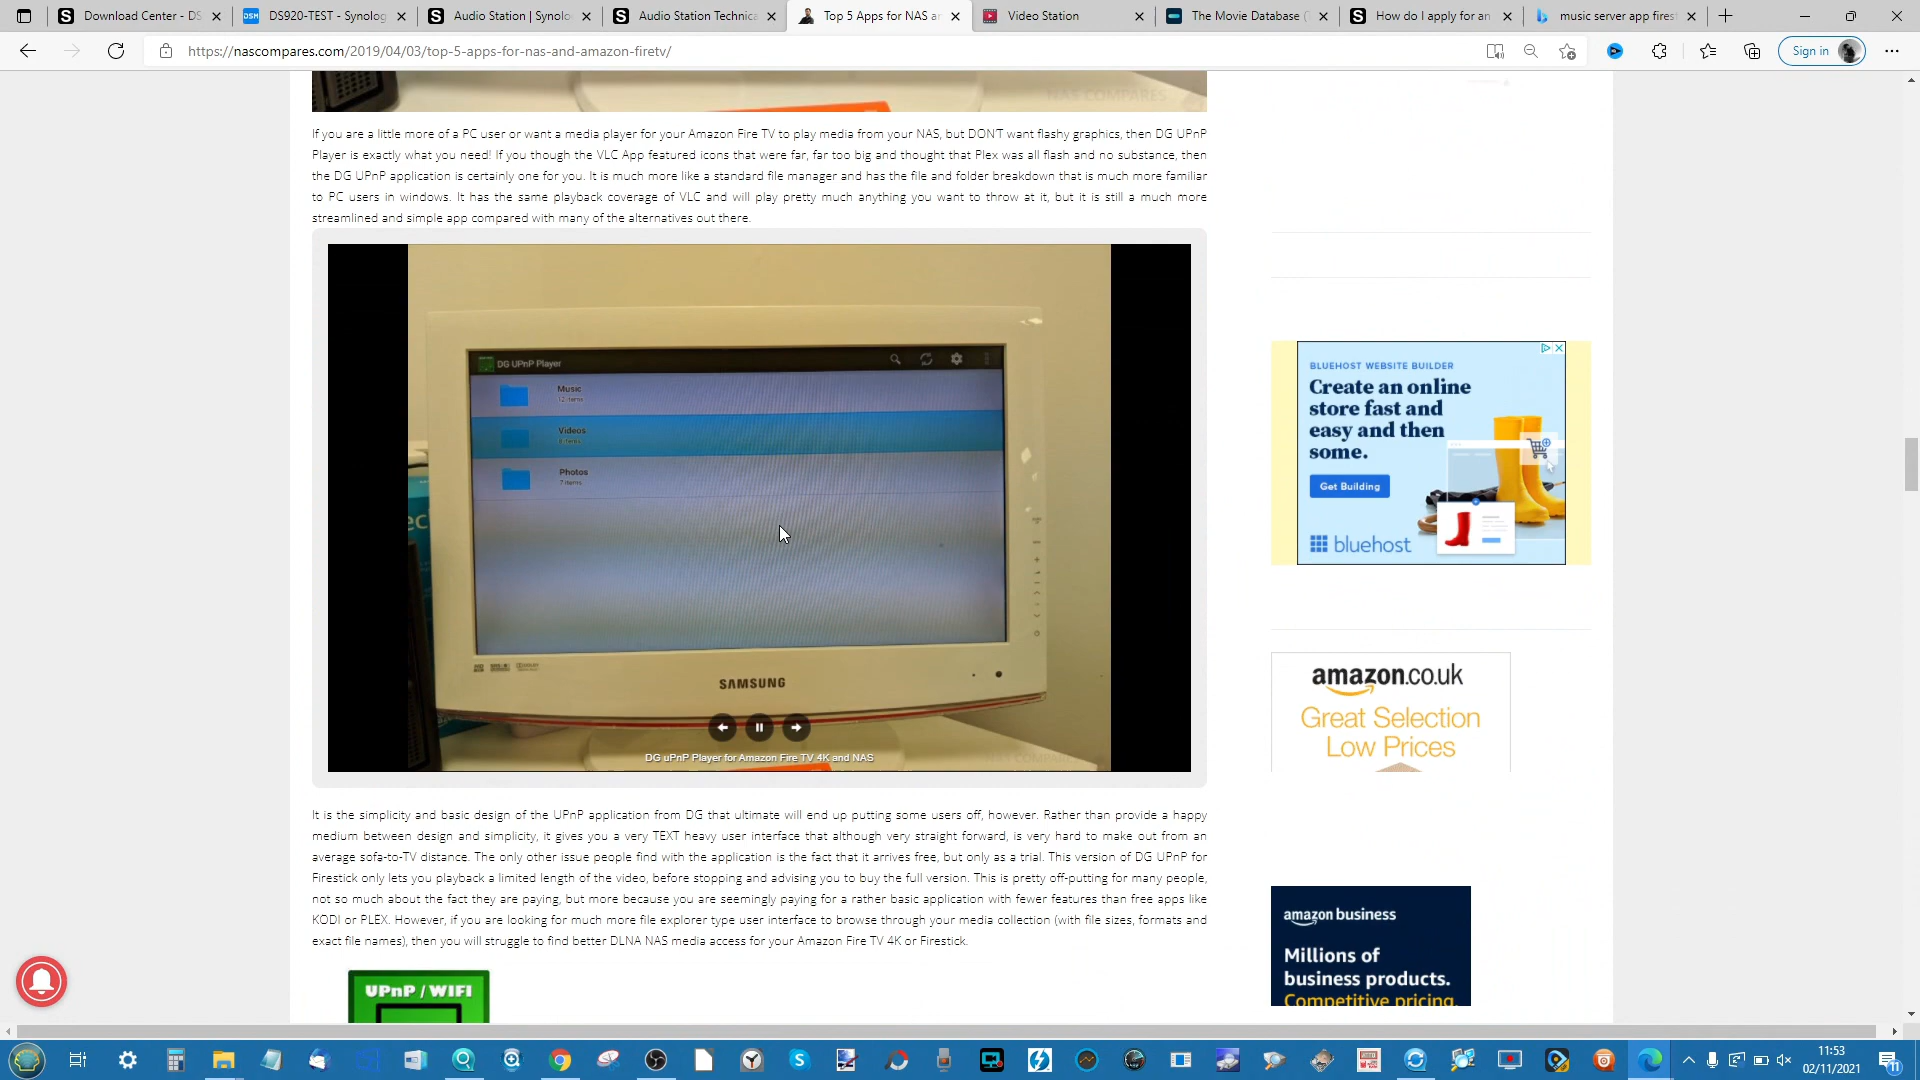 Download Center - DS
DS920-TEST - Synolog
Audio Station | Synolo
Audio Station Technica
Top 5 Apps for NAS ar
Video Station
The Movie Database (T
How do I apply for an
music server app fires
https://nascompares.com/2019/04/03/top-5-apps-for-nas-and-amazon-firetv/
Sign in
NAS COMPARES
If you are a little more of a PC user or want a media player for your Amazon Fire TV to play media from your NAS, but DON'T want flashy graphics, then DG UPnP
Player is exactly what you need! If you though the VLC App featured icons that were far, far too big and thought that Plex was all flash and no substance, then
the DG UPnP application is certainly one for you. It is much more like a standard file manager and has the file and folder breakdown that is much more familiar
to PC users in windows. It has the same playback coverage of VLC and will play pretty much anything you want to throw at it, but it is still a much more
streamlined and simple app compared with many of the alternatives out there.
DG UPnP Player
Music
12 items
Videos
8 items
Photos
7 items
SAMSUNG
DG uPnP Player for Amazon Fire TV 4K and NAS
It is the simplicity and basic design of the UPnP application from DG that ultimate will end up putting some users off, however. Rather than provide a happy
medium between design and simplicity, it gives you a very TEXT heavy user interface that although very straight forward, is very hard to make out from an
average sofa-to-TV distance. The only other issue people find with the application is the fact that it arrives free, but only as a trial. This version of DG UPnP for
Firestick only lets you playback a limited length of the video, before stopping and advising you to buy the full version. This is pretty off-putting for many people,
not so much about the fact they are paying, but more because you are seemingly paying for a rather basic application with fewer features than free apps like
KODI or PLEX. However, if you are looking for much more file explorer type user interface to browse through your media collection (with file sizes, formats and
exact file names), then you will struggle to find better DLNA NAS media access for your Amazon Fire TV 4K or Firestick.
UPnP / WIFI
BLUEHOST WEBSITE BUILDER
Create an online
store fast and
easy and then
some.
Get Building
bluehost
amazon.co.uk
Great Selection
Low Prices
amazon business
Millions of
business products.
Competitive pricing.
11:53
02/11/2021
11